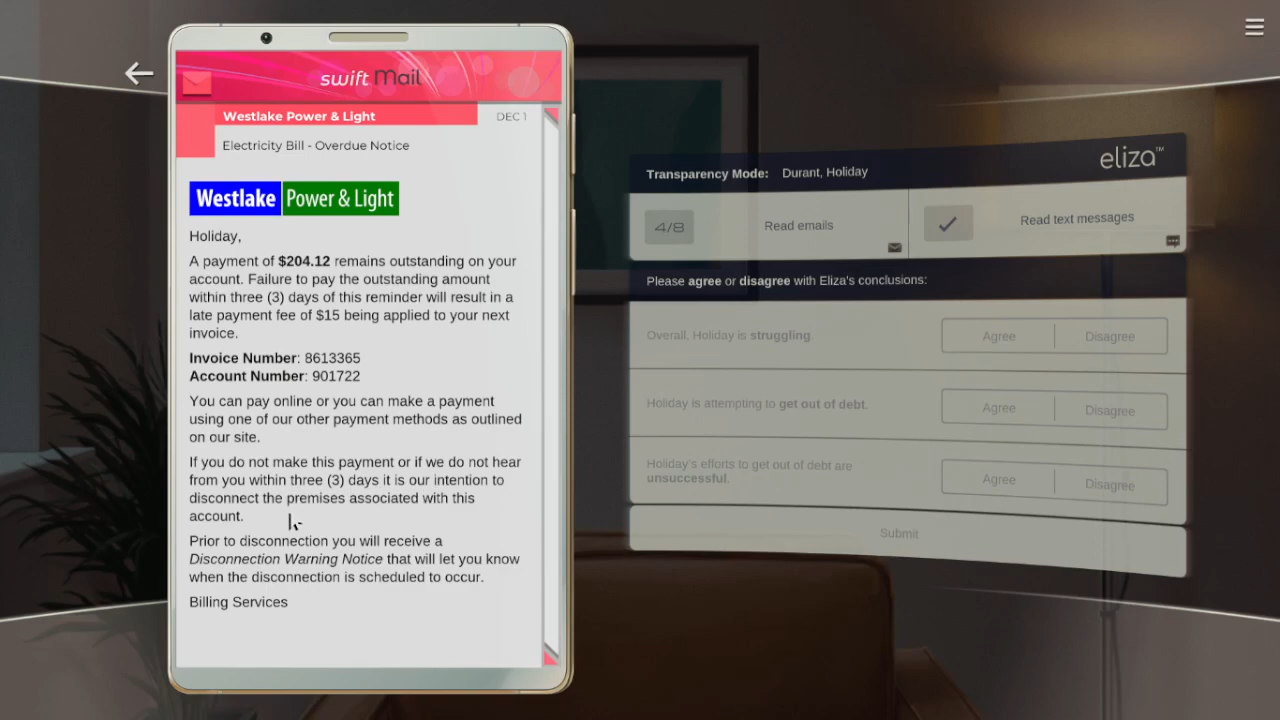 swift Mail
Westlake Power & Light
DEC 1
Electricity Bill - Overdue Notice
Westlake Power & Light
Holiday,
A payment of $204.12 remains outstanding on your
account. Failure to pay the outstanding amount
within three (3) days of this reminder will result in a
late payment fee of $15 being applied to your next
invoice.
Invoice Number: 8613365
Account Number: 901722
You can pay online or you can make a payment
using one of our other payment methods as outlined
on our site.
If you do not make this payment or if we do not hear
from you within three (3) days it is our intention to
disconnect the premises associated with this
account.
Prior to disconnection you will receive a
Disconnection Warning Notice that will let you know
when the disconnection is scheduled to occur.
Billing Services
eliza™
Transparency Mode: Durant, Holiday
4/8 Read emails
Read text messages
Please agree or disagree with Eliza's conclusions:
Overall, Holiday is struggling.
Agree Disagree
Holiday is attempting to get out of debt.
Agree Disagree
Holiday's efforts to get out of debt are
unsuccessful.
Agree Disagree
Submit